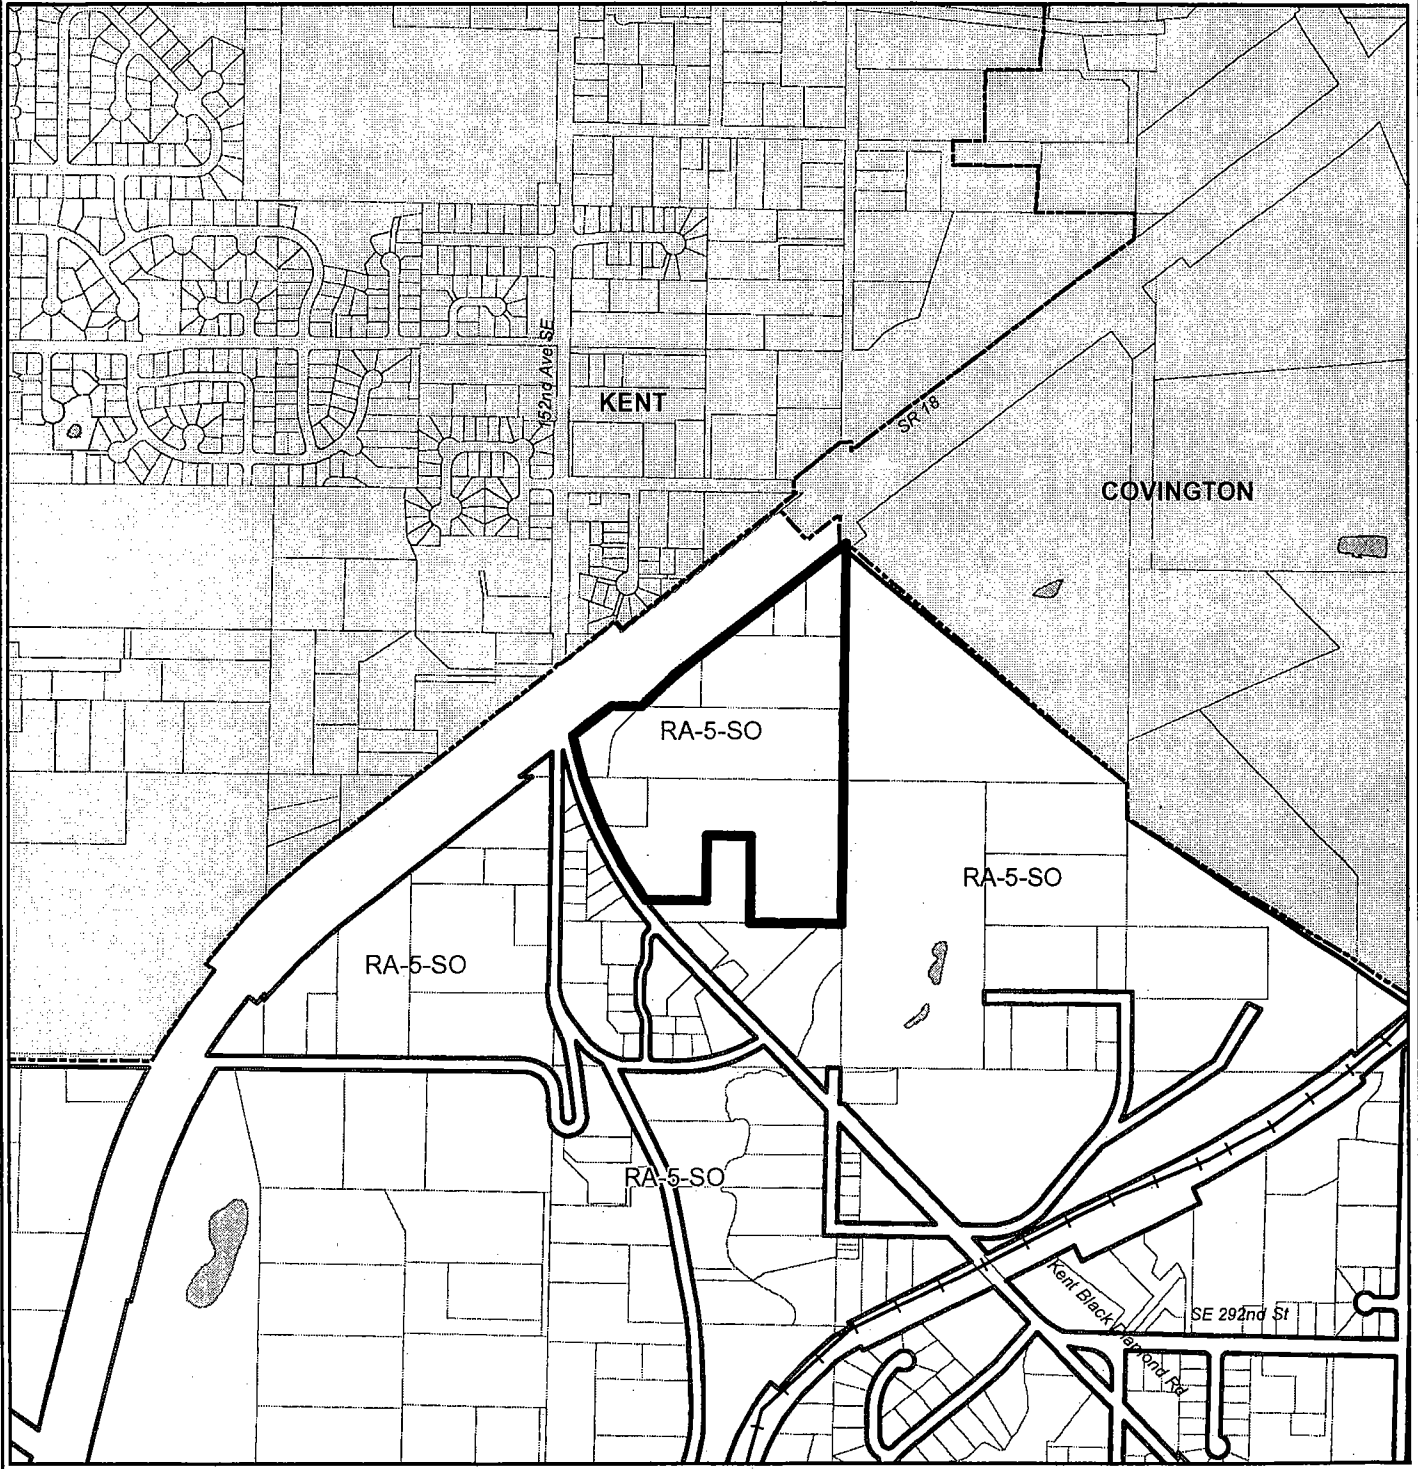 152nd Ave SE
KENT
SR 18
COVINGTON
RA-5-SO
RA-5-SO
RA-5-SO
RA-5-SO
Kent Black Diamond Rd
SE 292nd St